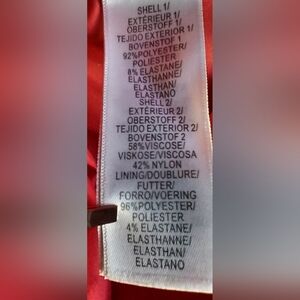 SHELL 1/
EXTÉRIEUR 1/
OBERSTOFF 1/
TEJIDO EXTERIOR 1/
BOVENSTOF 1
92%POLYESTER/
POLIESTER
8% ELASTANE/
ELASTHANNE/
ELASTHAN/
ELASTANO
SHELL 2/
EXTÉRIEUR 2/
OBERSTOFF 2/
TEJIDO EXTERIOR 2/
BOVENSTOF 2
58%VISCOSE/
VISKOSE/VISCOSA
42% NYLON
LINING/DOUBLURE/
FUTTER/
FORRO/VOERING
96%POLYESTER/
POLIESTER
4% ELASTANE/
ELASTHANNE/
ELASTHAN/
ELASTANO